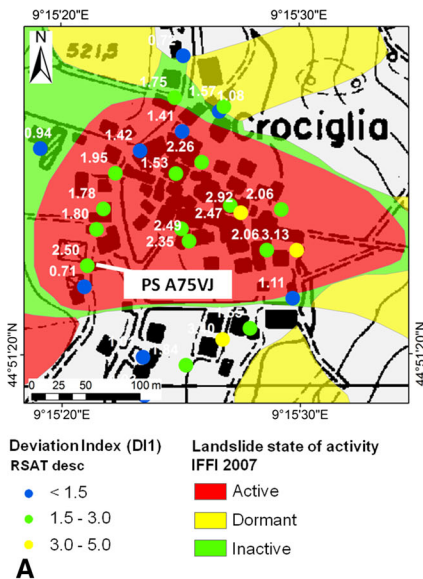 9°15'20"E
9°15'30"E
N
521,5
1.75
1.57
1.08
Crociglia
1.41
0.94
1.42
2.26
1.95
1.53
1.78
2.92
2.06
2.47
1.80
2.49
2.06
3.13
2.35
2.50
0.71
PS A75VJ
1.11
44°51'20"N
44°51'20"N
0 25 50 100 m
9°15'20"E
9°15'30"E
Deviation Index (DI1)
RSAT desc
< 1.5
1.5 - 3.0
3.0 - 5.0
Landslide state of activity
IFFI 2007
Active
Dormant
Inactive
A